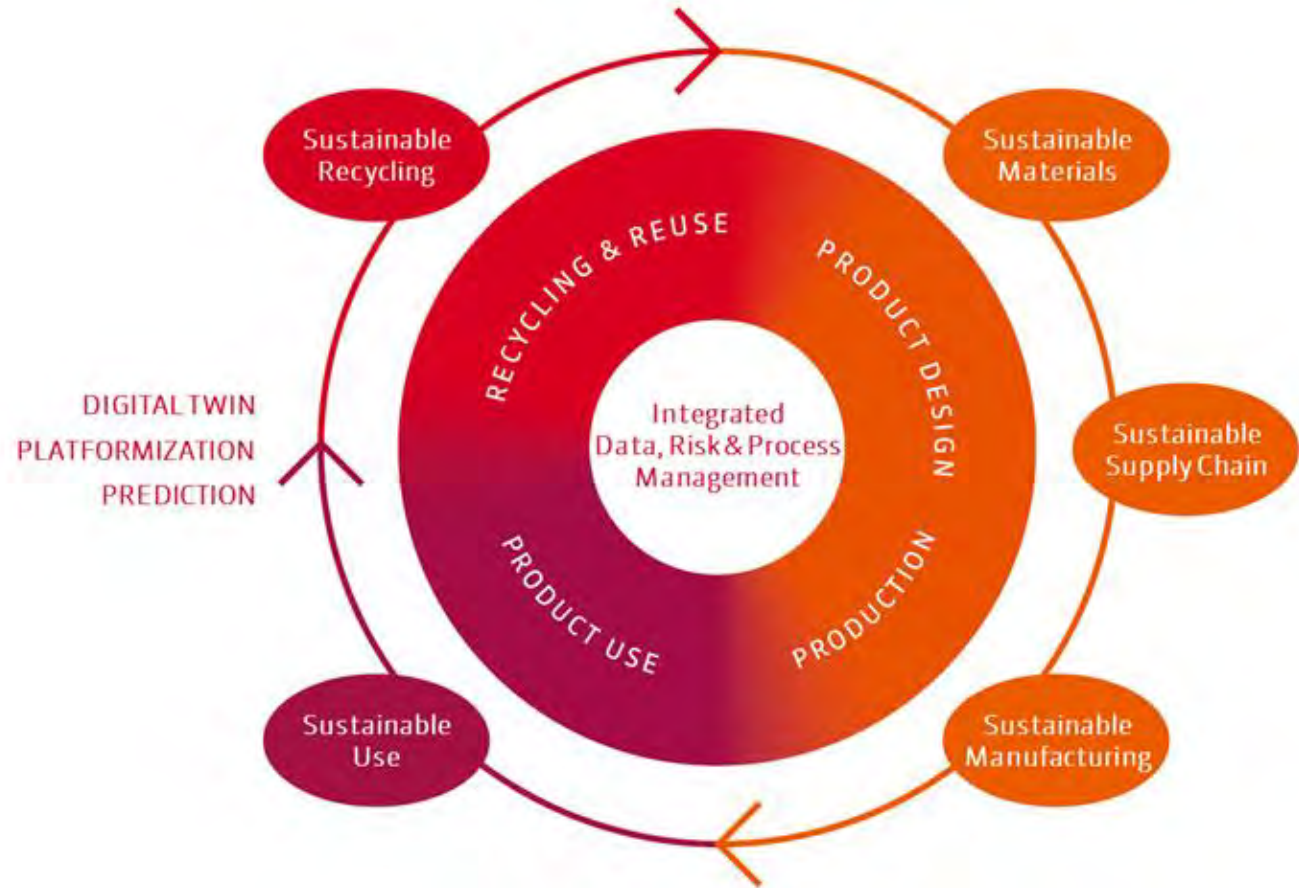 Sustainable
Recycling
Sustainable
Materials
RECYCLING & REUSE
PRODUCT DESIGN
DIGITAL TWIN
PLATFORMIZATION
PREDICTION
Integrated
Data, Risk & Process
Management
Sustainable
Supply Chain
PRODUCT USE
PRODUCTION
Sustainable
Use
Sustainable
Manufacturing